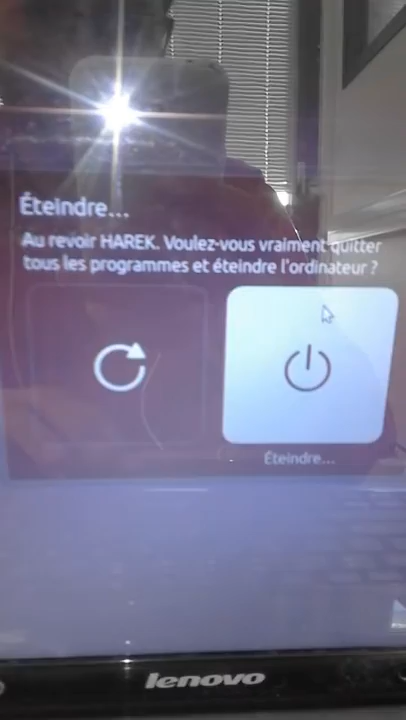 Éteindre...
Au revoir HAREK. Voulez-vous vraiment quitter
tous les programmes et éteindre l'ordinateur ?
Éteindre...
lenovo